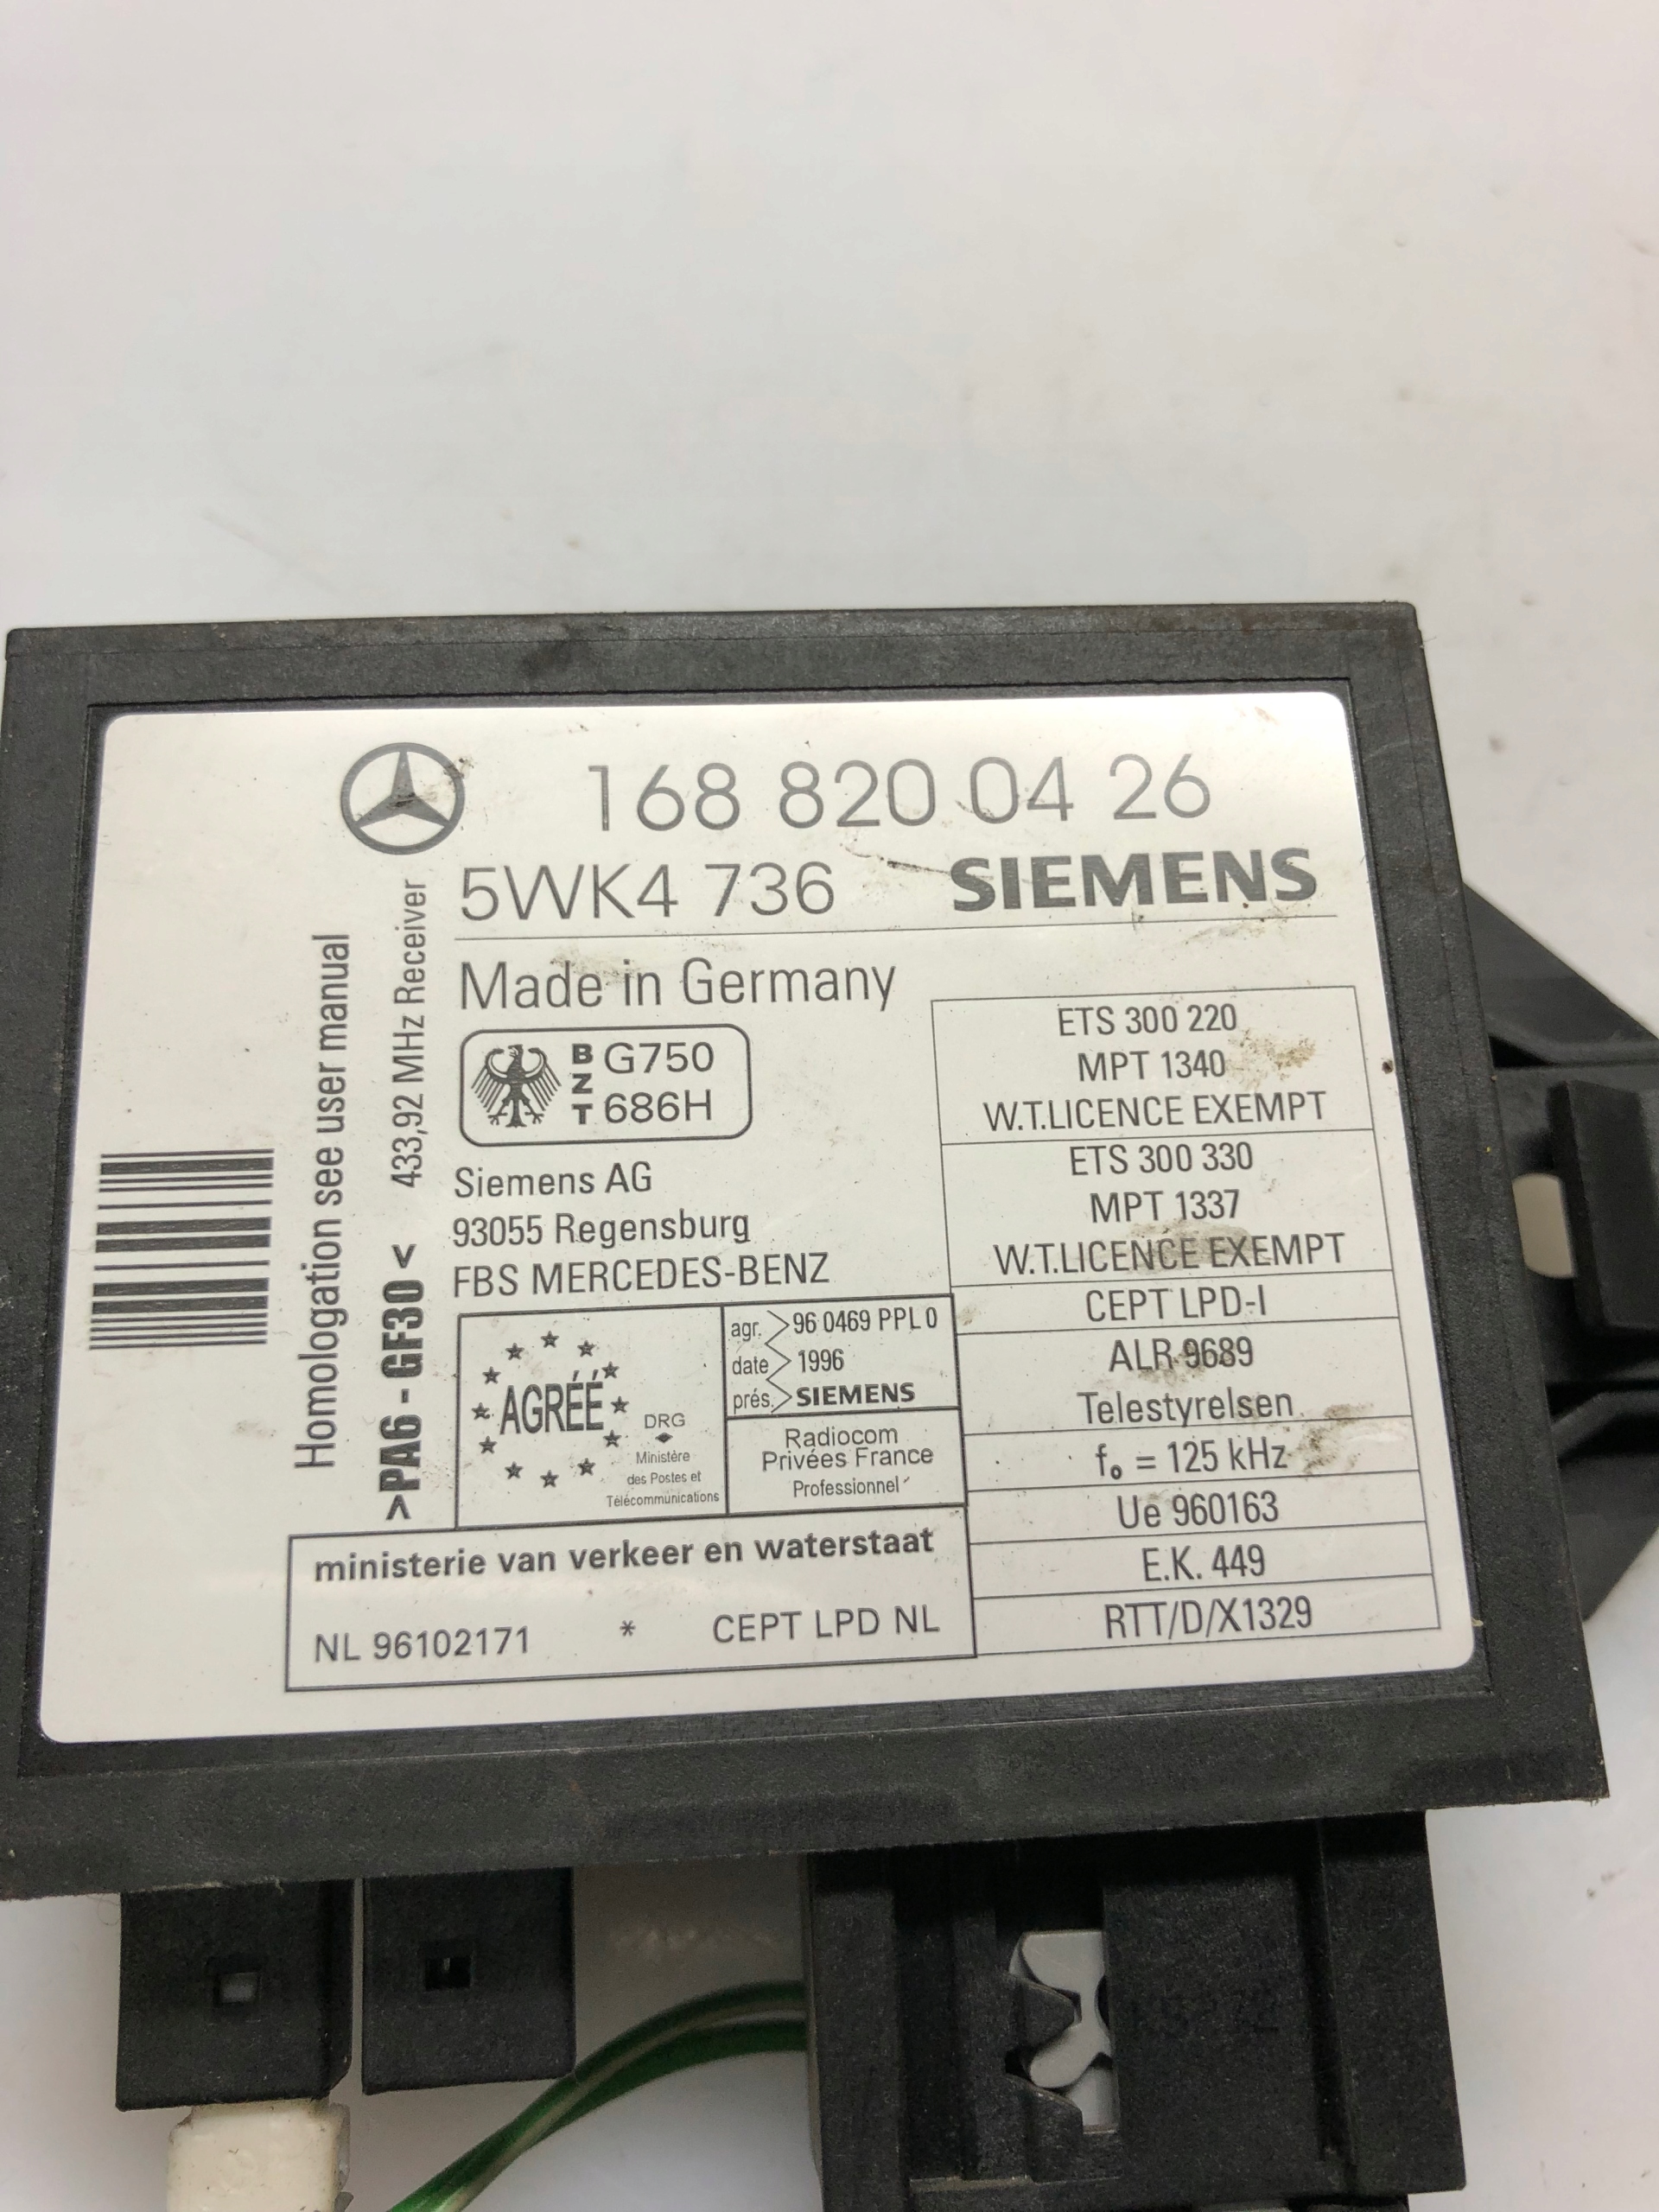 168 820 04 26
5WK4 736 SIEMENS
Made in Germany
BZT G750
686H
Siemens AG
93055 Regensburg
FBS MERCEDES-BENZ
Homologation see user manual
433,92 MHz Receiver
>PA6 - GF30<
AGRÉÉ
DRG
Ministère
des Postes et
Télécommunications
agr. 96 0469 PPL 0
date 1996
prés. SIEMENS
Radiocom
Privées France
Professionnel
ministerie van verkeer en waterstaat
NL 96102171 * CEPT LPD NL
ETS 300 220
MPT 1340
W.T.LICENCE EXEMPT
ETS 300 330
MPT 1337
W.T.LICENCE EXEMPT
CEPT LPD-I
ALR 9689
Telestyrelsen
f₀ = 125 kHz
Ue 960163
E.K. 449
RTT/D/X1329